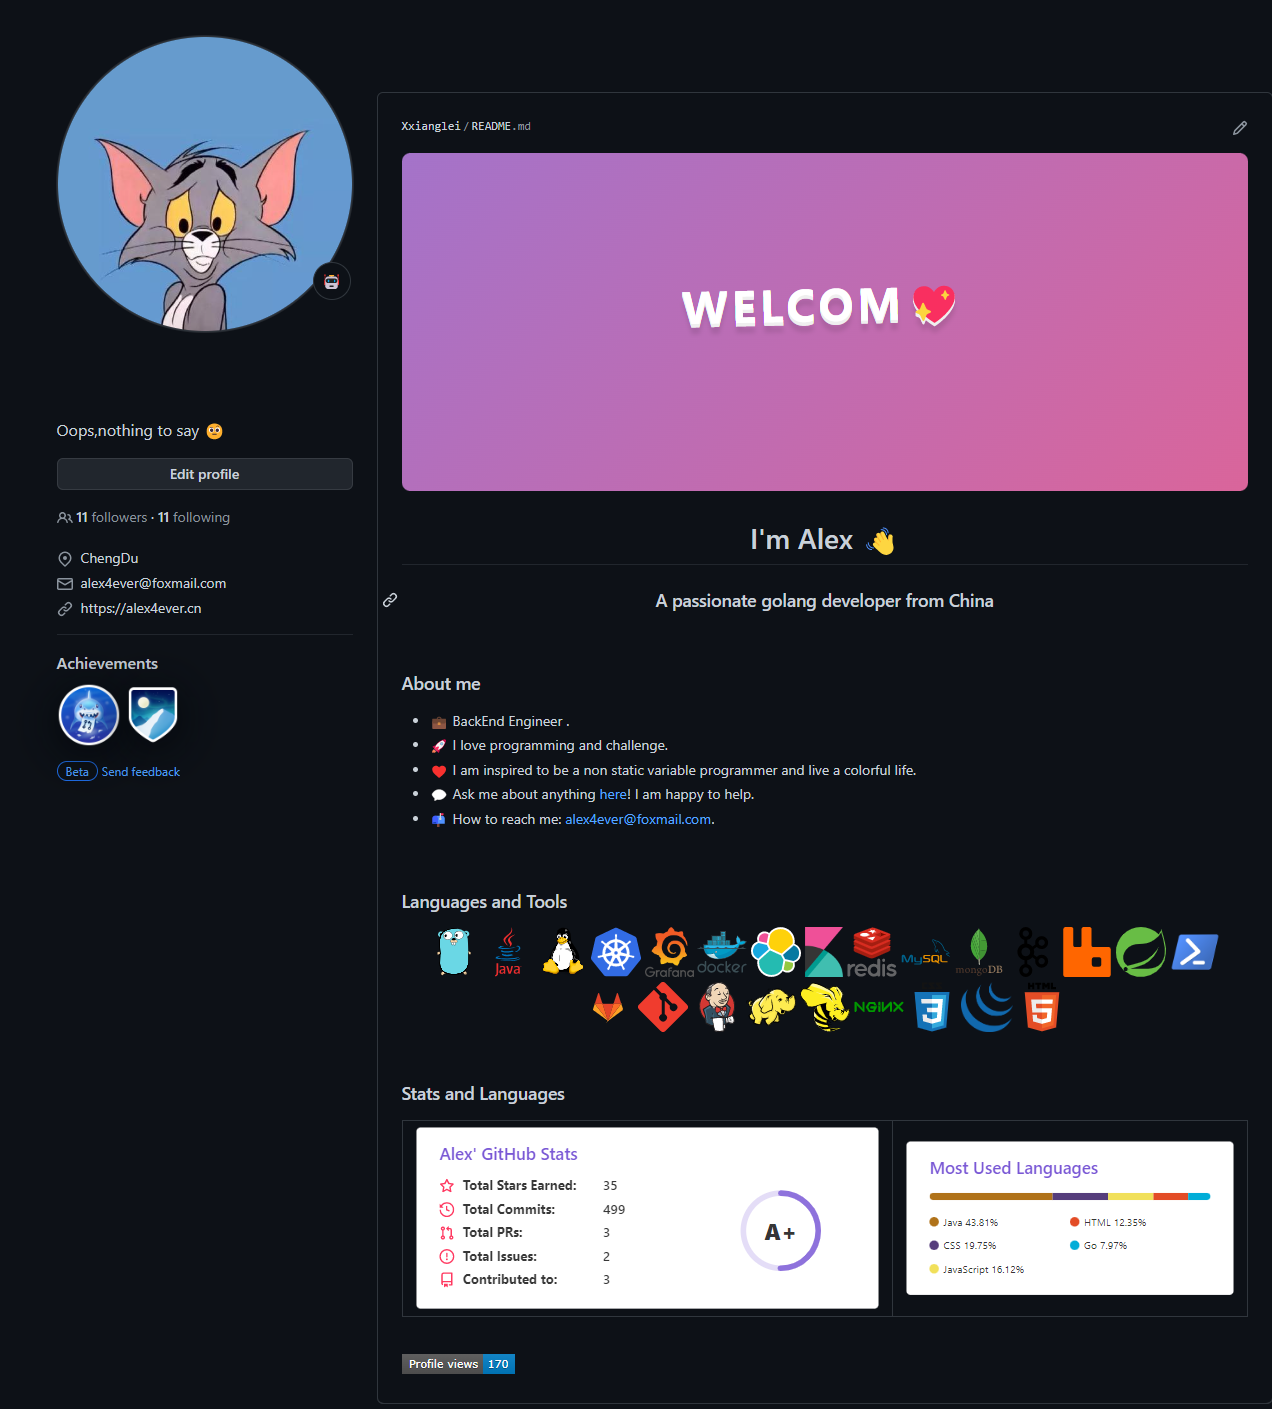 Oops,nothing to say
Edit profile
11 followers · 11 following
ChengDu
alex4ever@foxmail.com
https://alex4ever.cn
Achievements
Beta Send feedback
Xxianglei/README.md
WELCOM
I'm Alex
A passionate golang developer from China
About me
BackEnd Engineer .
I love programming and challenge.
I am inspired to be a non static variable programmer and live a colorful life.
Ask me about anything here! I am happy to help.
How to reach me: alex4ever@foxmail.com.
Languages and Tools
Java
Grafana
docker
redis
MySQL
mongoDB
NGINX
3
HTML
5
Stats and Languages
Alex' GitHub Stats
Total Stars Earned: 35
Total Commits: 499
Total PRs: 3
Total Issues: 2
Contributed to: 3
A+
Most Used Languages
Java 43.81%
HTML 12.35%
CSS 19.75%
Go 7.97%
JavaScript 16.12%
Profile views 170